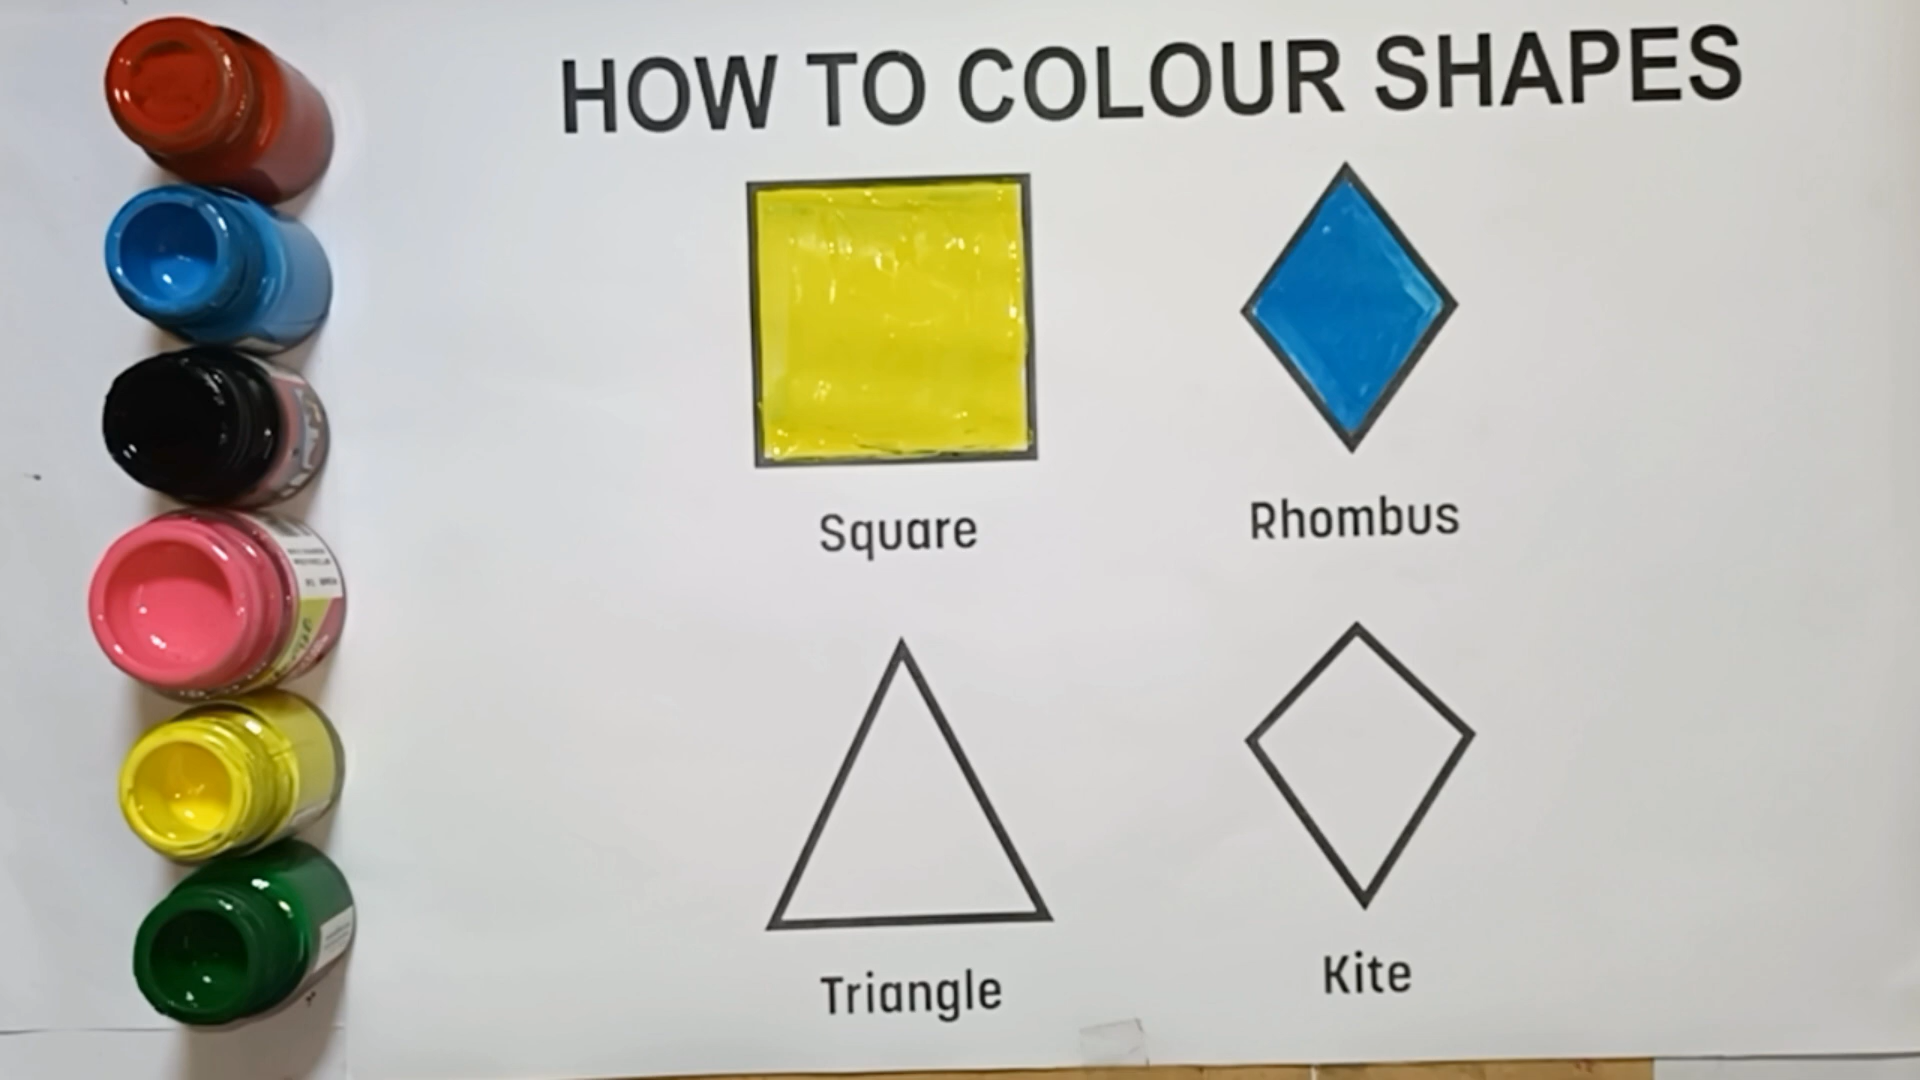 HOW TO COLOUR SHAPES
Square
Rhombus
Triangle
Kite